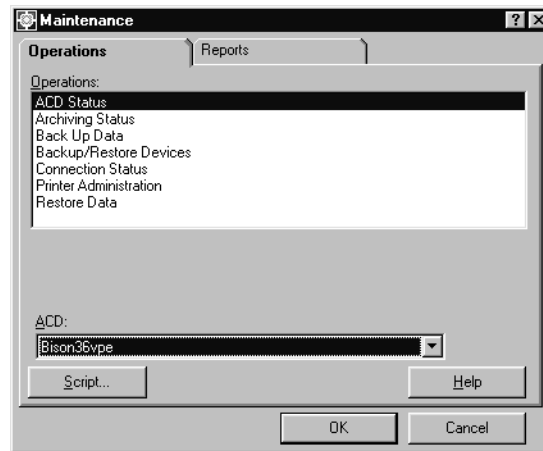 Maintenance
Operations
Reports
Operations:
ACD Status
Archiving Status
Back Up Data
Backup/Restore Devices
Connection Status
Printer Administration
Restore Data
ACD:
Bison36vpe
Script...
Help
OK
Cancel